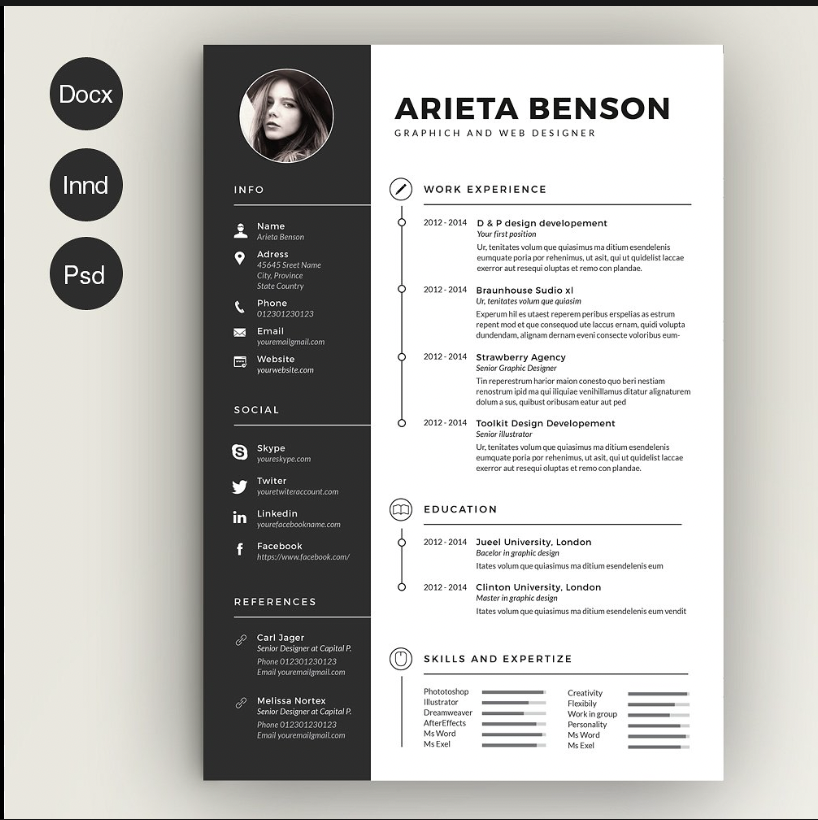 Docx
Innd
Psd
INFO
Name
Arieta Benson
Adress
45645 Sreet Name
City, Province
State Country
Phone
012301230123
Email
youremailgmail.com
Website
yourwebsite.com
SOCIAL
Skype
youreskype.com
Twiter
youretwiteraccount.com
Linkedin
yourefacebookname.com
Facebook
https://www.facebook.com/
REFERENCES
Carl Jager
Senior Designer at Capital P.
Phone 012301230123
Email youremailgmail.com
Melissa Nortex
Senior Designer at Capital P.
Phone 012301230123
Email youremailgmail.com
ARIETA BENSON
GRAPHICH AND WEB DESIGNER
WORK EXPERIENCE
2012 - 2014 D & P design developement
Your first position
Ur, tenitates volum que quiasimus ma ditium esendelenis
eumquate poria por rehenimus, ut asit, qui ut quidelist laccae
exerror aut resequi oluptas et remo con plandae.
2012 - 2014 Braunhouse Sudio xl
Ur, tenitates volum que quiasim
Experum hil es utaest reperem peribus erspelias as estrum
repent mod et que consequod ute laccus ernam, quidi volupta
dundendam, alignam dernam eveni consecte voloribus eum-
2012 - 2014 Strawberry Agency
Senior Graphic Designer
Tin reperestrum harior maion conesto quo beri nestiam
renostrum ipid ma qui iliquiae venihillamus ditatur alignaturem
dolum a sus, quibust oribusam eatur aut ped
2012 - 2014 Toolkit Design Developement
Senior illustrator
Ur, tenitates volum que quiasimus ma ditium esendelenis
eumquate poria por rehenimus, ut asit, qui ut quidelist laccae
exerror aut resequi oluptas et remo con plandae.
EDUCATION
2012 - 2014 Jueel University, London
Bacelor in graphic design
Itates volum que quiasimus ma ditium esendelenis eum
2012 - 2014 Clinton University, London
Master in graphic design
Itates volum que quiasimus ma ditium esendelenis eum vendit
SKILLS AND EXPERTIZE
Phototoshop
Illustrator
Dreamweaver
AfterEffects
Ms Word
Ms Exel
Creativity
Flexibily
Work in group
Personality
Ms Word
Ms Exel